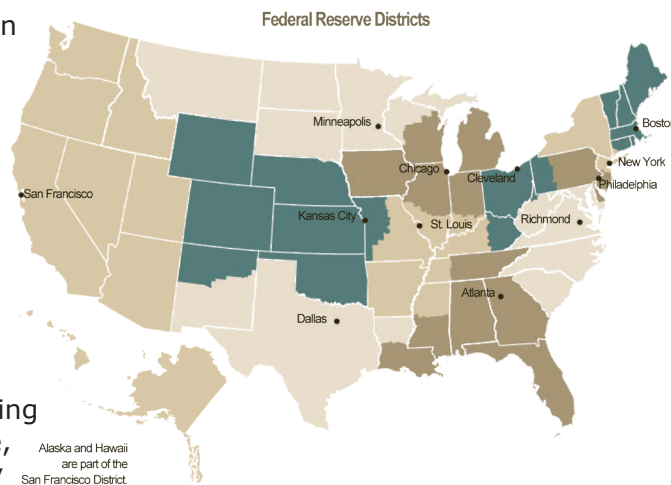 Federal Reserve Districts
n
Minneapolis
Boston
Chicago
Cleveland
New York
Philadelphia
San Francisco
Kansas City
St. Louis
Richmond
Atlanta
Dallas
ing
Alaska and Hawaii
are part of the
San Francisco District.